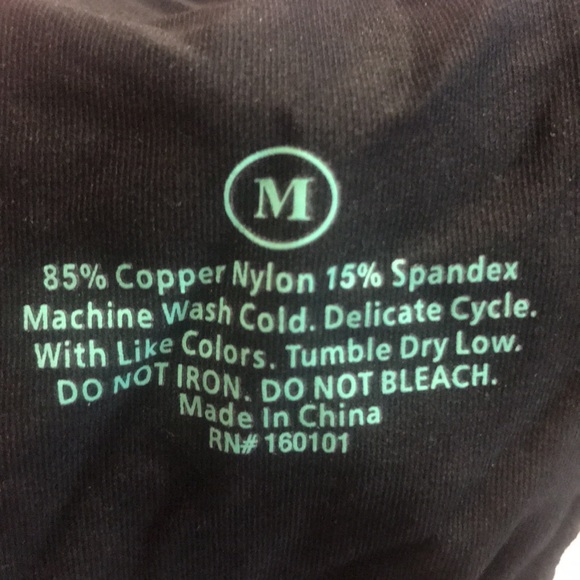 M
85% Copper Nylon 15% Spandex
Machine Wash Cold. Delicate Cycle.
With Like Colors. Tumble Dry Low.
DO NOT IRON. DO NOT BLEACH.
Made In China
RN# 160101